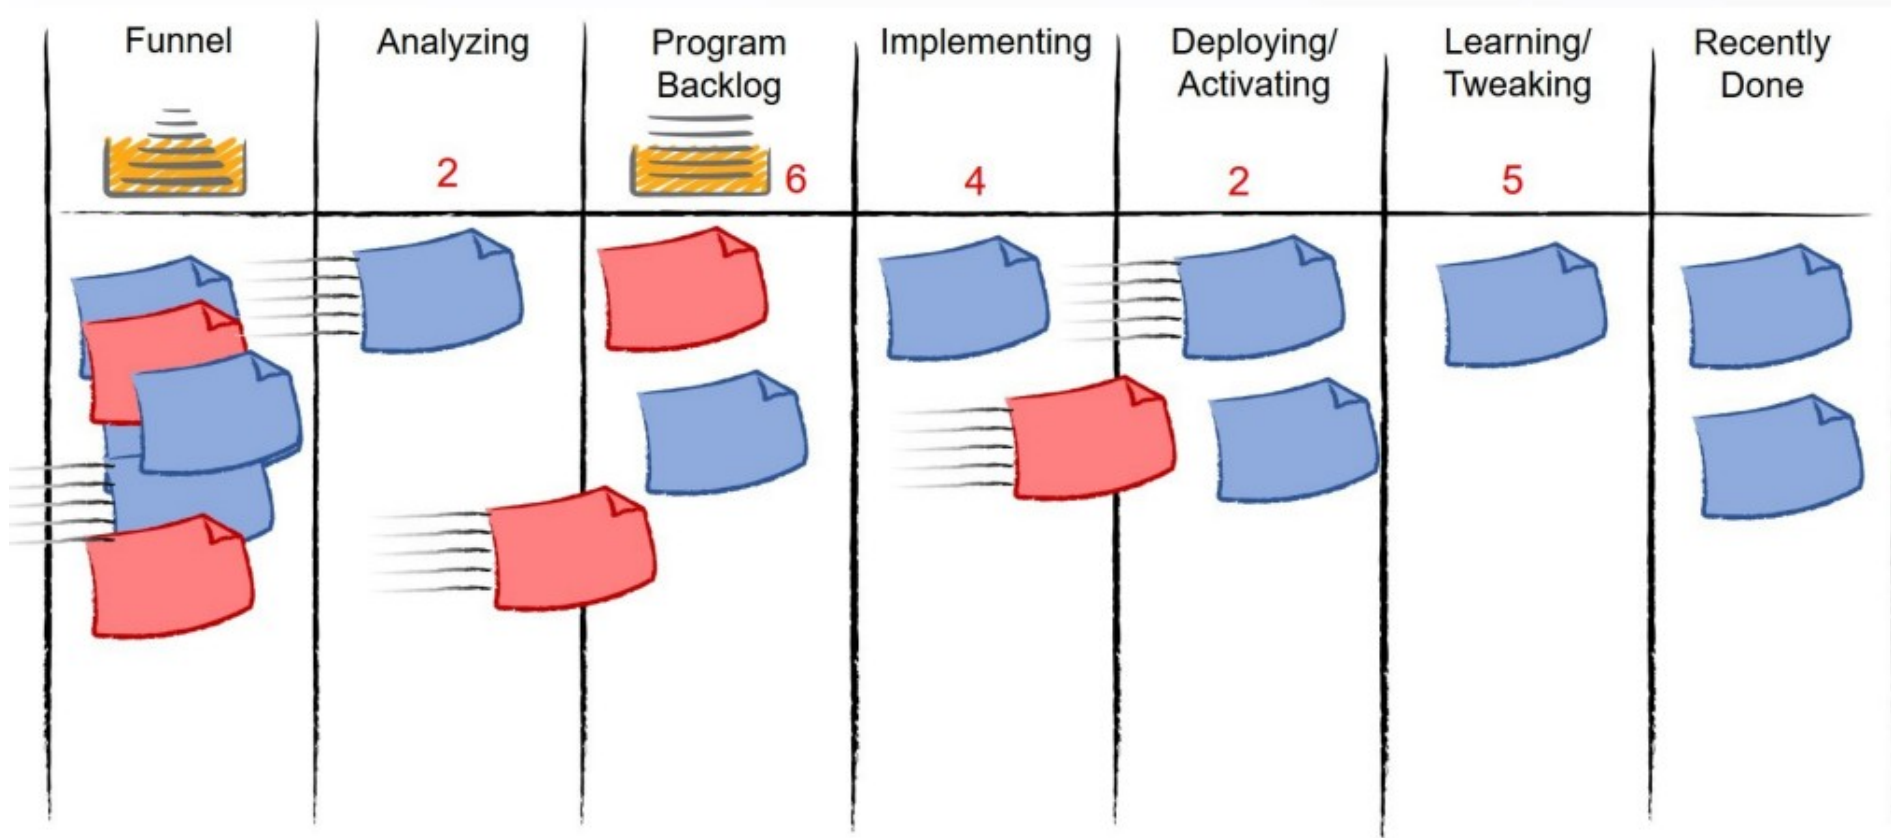 Funnel
Analyzing
Program
Backlog
Implementing
Deploying/
Activating
Learning/
Tweaking
Recently
Done
2
6
4
2
5